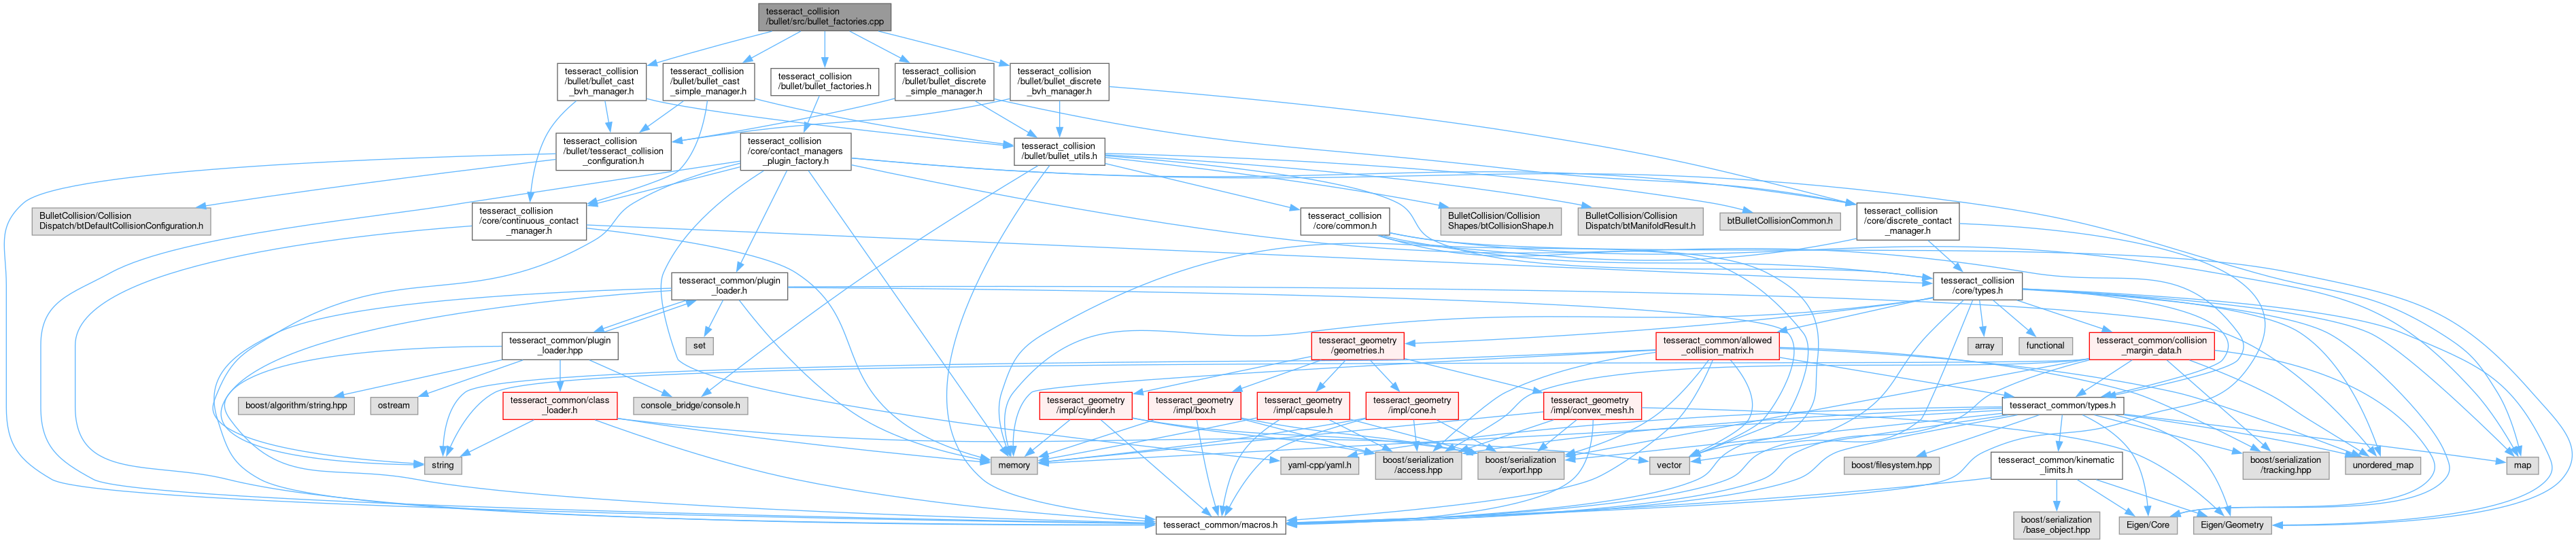 tesseract_collision
/bullet/src/bullet_factories.cpp
tesseract_collision
/bullet/bullet_cast
_bvh_manager.h
tesseract_collision
/bullet/bullet_cast
_simple_manager.h
tesseract_collision
/bullet/bullet_factories.h
tesseract_collision
/bullet/bullet_discrete
_simple_manager.h
tesseract_collision
/bullet/bullet_discrete
_bvh_manager.h
tesseract_collision
/bullet/tesseract_collision
_configuration.h
tesseract_collision
/core/contact_managers
_plugin_factory.h
tesseract_collision
/bullet/bullet_utils.h
BulletCollision/Collision
Dispatch/btDefaultCollisionConfiguration.h
tesseract_collision
/core/continuous_contact
_manager.h
tesseract_collision
/core/common.h
BulletCollision/Collision
Shapes/btCollisionShape.h
BulletCollision/Collision
Dispatch/btManifoldResult.h
btBulletCollisionCommon.h
tesseract_collision
/core/discrete_contact
_manager.h
tesseract_common/plugin
_loader.h
tesseract_collision
/core/types.h
tesseract_common/plugin
_loader.hpp
set
tesseract_geometry
/geometries.h
tesseract_common/allowed
_collision_matrix.h
array
functional
tesseract_common/collision
_margin_data.h
boost/algorithm/string.hpp
ostream
tesseract_common/class
_loader.h
console_bridge/console.h
tesseract_geometry
/impl/cylinder.h
tesseract_geometry
/impl/box.h
tesseract_geometry
/impl/capsule.h
tesseract_geometry
/impl/cone.h
tesseract_geometry
/impl/convex_mesh.h
tesseract_common/types.h
string
memory
yaml-cpp/yaml.h
boost/serialization
/access.hpp
boost/serialization
/export.hpp
vector
boost/filesystem.hpp
tesseract_common/kinematic
_limits.h
boost/serialization
/tracking.hpp
unordered_map
map
tesseract_common/macros.h
boost/serialization
/base_object.hpp
Eigen/Core
Eigen/Geometry